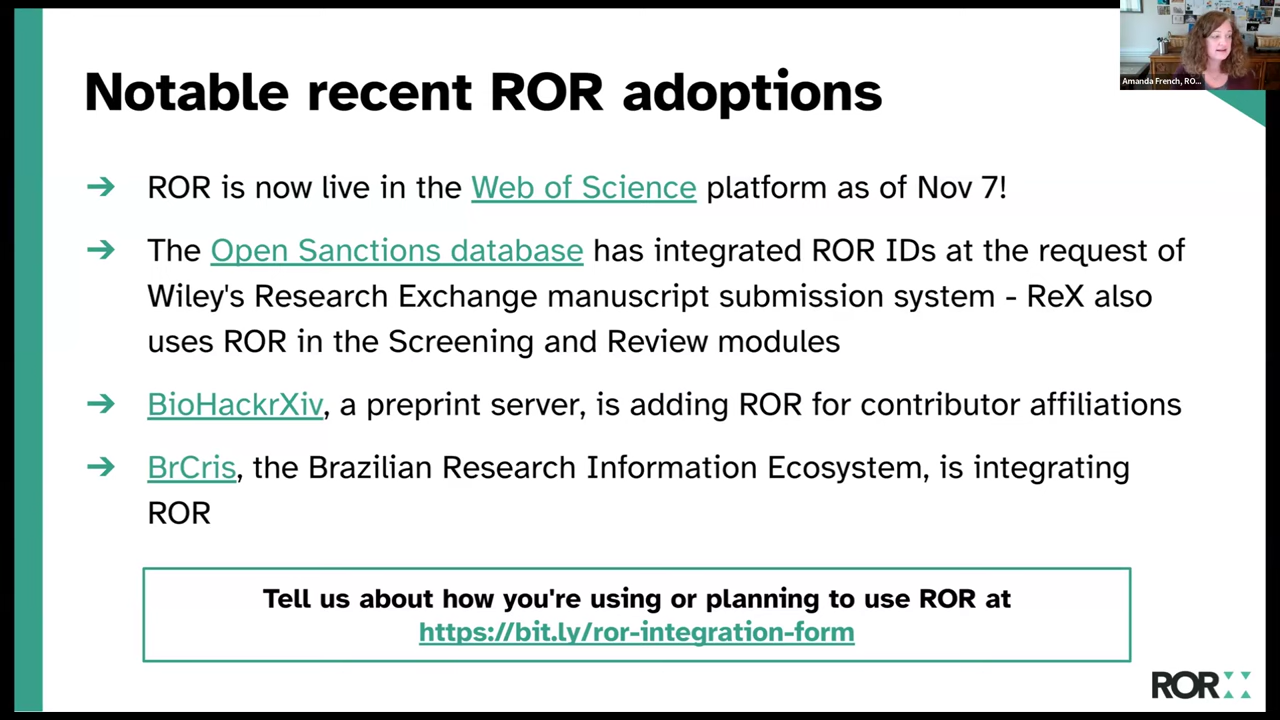 Notable recent ROR adoptions
Amanda French, RO...
➔ ROR is now live in the Web of Science platform as of Nov 7!
➔ The Open Sanctions database has integrated ROR IDs at the request of
Wiley's Research Exchange manuscript submission system - ReX also
uses ROR in the Screening and Review modules
➔ BioHackrXiv, a preprint server, is adding ROR for contributor affiliations
➔ BrCris, the Brazilian Research Information Ecosystem, is integrating
ROR
Tell us about how you're using or planning to use ROR at
https://bit.ly/ror-integration-form
ROR